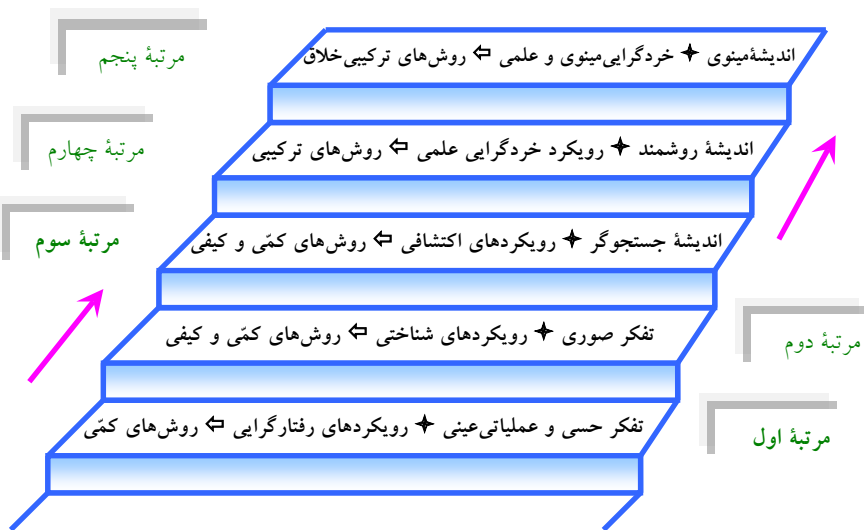 مرتبهٔ پنجم
اندیشهٔمینوی ✦ خردگرایی‌مینوی و علمی ⇦ روش‌های ترکیبی‌خلاق
مرتبهٔ چهارم
اندیشهٔ روشمند ✦ رویکرد خردگرایی علمی ⇦ روش‌های ترکیبی
مرتبهٔ سوم
اندیشهٔ جستجوگر ✦ رویکردهای اکتشافی ⇦ روش‌های کمّی و کیفی
مرتبهٔ دوم
تفکر صوری ✦ رویکردهای شناختی ⇦ روش‌های کمّی و کیفی
مرتبهٔ اول
تفکر حسی و عملیاتی‌عینی ✦ رویکردهای رفتارگرایی ⇦ روش‌های کمّی